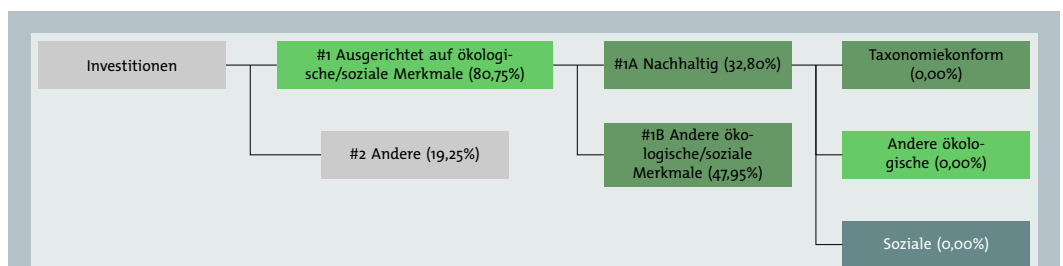 Investitionen
#1 Ausgerichtet auf ökologi-
sche/soziale Merkmale (80,75%)
#1A Nachhaltig (32,80%)
Taxonomiekonform
(0,00%)
#2 Andere (19,25%)
#1B Andere öko-
logische/soziale
Merkmale (47,95%)
Andere ökolo-
gische (0,00%)
Soziale (0,00%)